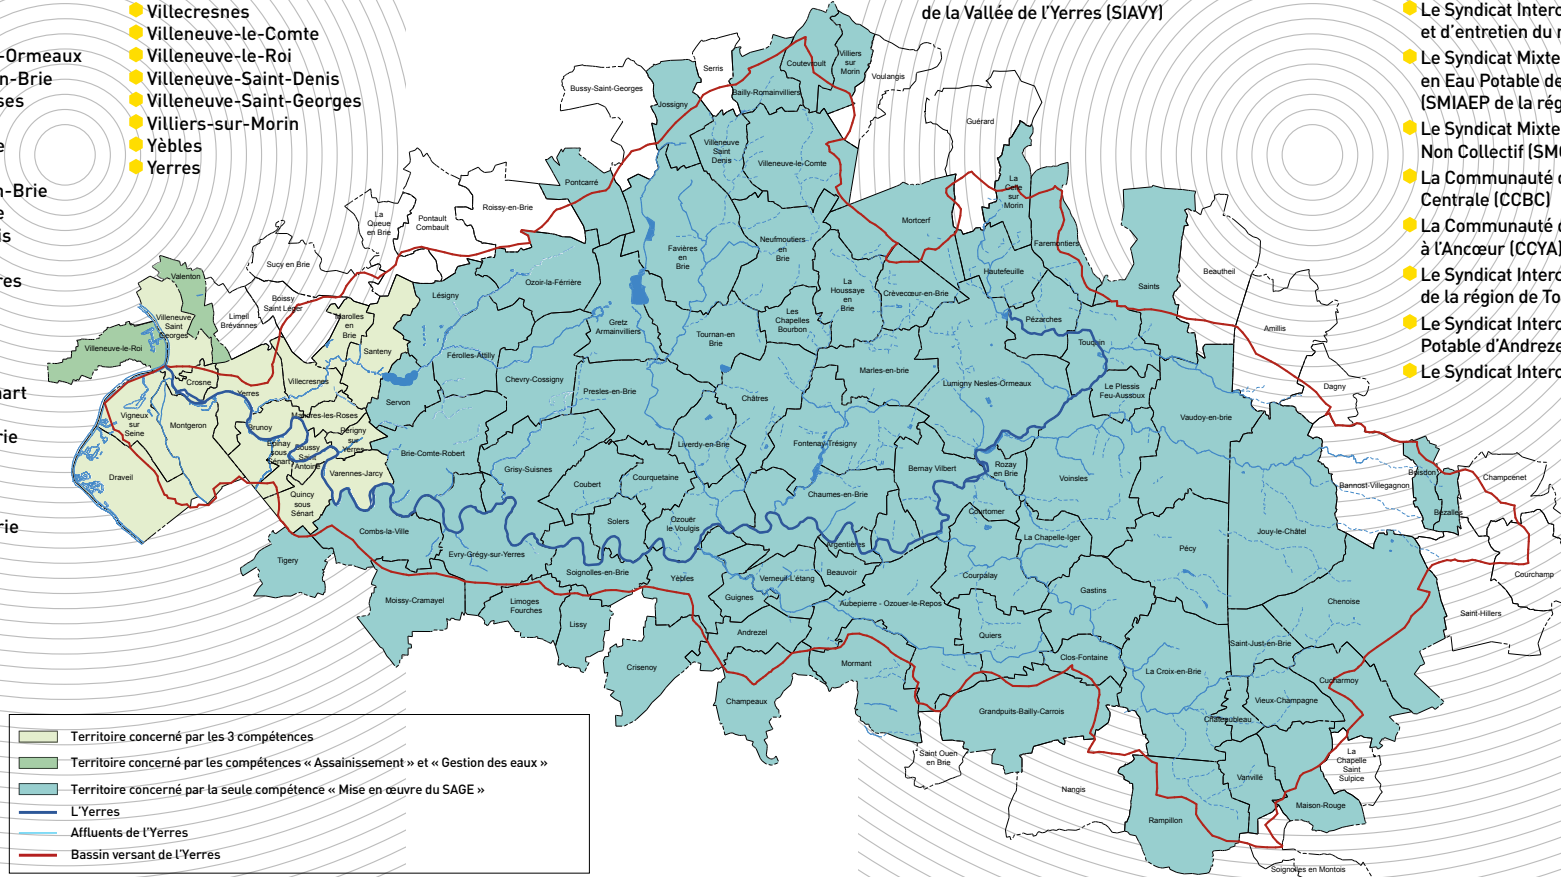 -Ormeaux
n-Brie
ses
e
n-Brie
e
is
res
art
rie
rie
Villecresnes
Villeneuve-le-Comte
Villeneuve-le-Roi
Villeneuve-Saint-Denis
Villeneuve-Saint-Georges
Villiers-sur-Morin
Yèbles
Yerres
de la Vallée de l'Yerres (SIAVY)
Le Syndicat Interc
et d'entretien du r
Le Syndicat Mixte
en Eau Potable de
(SMIAEP de la rég
Le Syndicat Mixte
Non Collectif (SM
La Communauté d
Centrale (CCBC)
La Communauté d
à l'Ancœur (CCYA)
Le Syndicat Interc
de la région de To
Le Syndicat Interc
Potable d'Andreze
Le Syndicat Interc
Bussy-Saint-Georges
Serris
Jossigny
Bailly-Romainvilliers
Coutevroult
Villiers
sur
Morin
Voulangis
Guérard
Villeneuve
Saint
Denis
Villeneuve-le-Comte
Pontcarré
Roissy-en-Brie
Pontault
Combault
La
Queue
en Brie
Sucy en Brie
Boissy
Saint Léger
Limeil
Brévannes
Valenton
Villeneuve
Saint
Georges
Villeneuve-le-Roi
Marolles
en
Brie
Santeny
Lésigny
Ozoir-la-Férrière
Favières
en
Brie
Neufmoutiers
en
Brie
Mortcerf
La
Celle
sur
Morin
Faremontiers
Hautefeuille
Saints
Beautheil
Amillis
Dagny
La
Houssaye
en
Brie
Crèvecœur-en-Brie
Les
Chapelles
Bourbon
Tournan-en
Brie
Gretz
Armainvilliers
Pézarches
Touquin
Férolles-Attilly
Chevry-Cossigny
Presles-en-Brie
Châtres
Marles-en-brie
Lumigny Nesles-Ormeaux
Le Plessis
Feu-Aussoux
Vaudoy-en-brie
Crosne
Yerres
Villecresnes
Servon
Vigneux
sur
Seine
Montgeron
Brunoy
Mandres-les-Roses
Périgny
sur
Yerres
Epinay
sous
Sénart
Boussy
Saint
Antoine
Varennes-Jarcy
Quincy
sous
Sénart
Draveil
Brie-Comte-Robert
Grisy-Suisnes
Coubert
Courquetaine
Liverdy-en-Brie
Fontenay-Trésigny
Bernay Vilbert
Rozay
en Brie
Voinsles
Chaumes-en-Brie
Courtomer
La Chapelle-Iger
Pécy
Jouy-le-Châtel
Bannost-Villegagnon
Boisdon
Bezalles
Champcenet
Courchamp
Saint-Hillers
Chenoise
Combs-la-Ville
Evry-Grégy-sur-Yerres
Solers
Ozouer
le Voulgis
Argentières
Soignolles-en-Brie
Yèbles
Guignes
Verneuil-L'étang
Beauvoir
Aubepierre - Ozouer-le-Repos
Courpalay
Gastins
Tigery
Moissy-Cramayel
Limoges
Fourches
Lissy
Crisenoy
Andrezel
Champeaux
Mormant
Quiers
Clos-Fontaine
La Croix-en-Brie
Saint-Just-en-Brie
Cucharmoy
Vieux-Champagne
Chateaubleau
Grandpuits-Bailly-Carrois
Saint Ouen
en Brie
Nangis
Rampillon
Vanvillé
Maison-Rouge
La
Chapelle
Saint
Sulpice
Soignolles en Montois
Territoire concerné par les 3 compétences
Territoire concerné par les compétences « Assainissement » et « Gestion des eaux »
Territoire concerné par la seule compétence « Mise en œuvre du SAGE »
L'Yerres
Affluents de l'Yerres
Bassin versant de l'Yerres